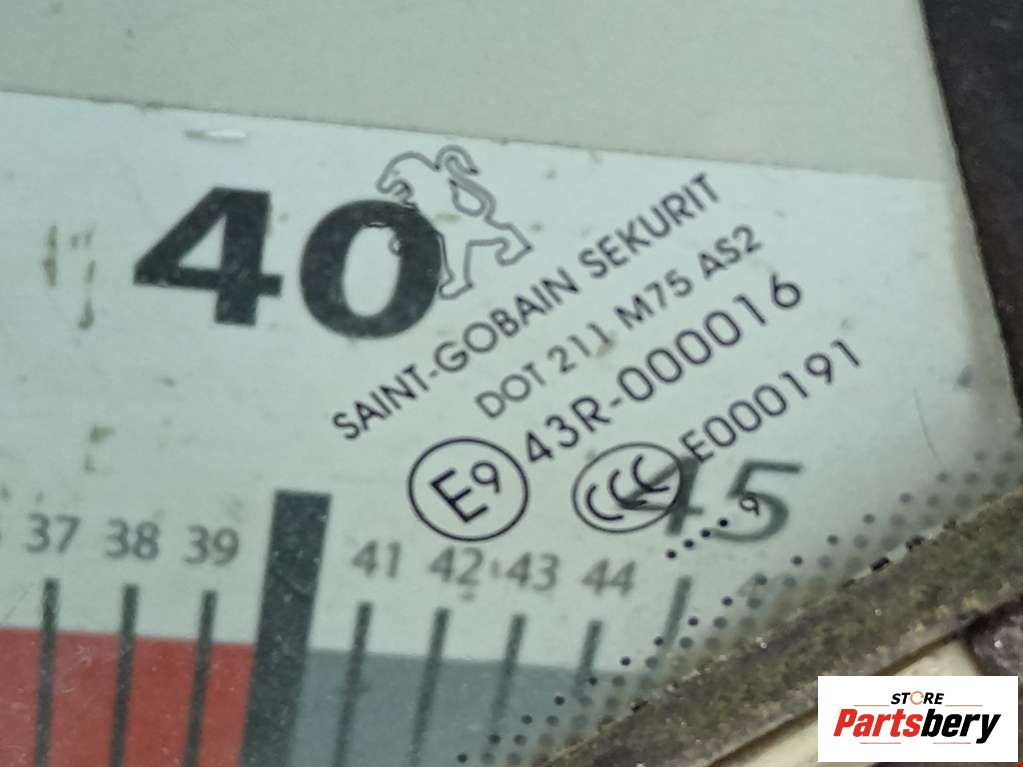 40
SAINT-GOBAIN SEKURIT
DOT 211 M75 AS2
43R-000016
E9
CCC E000191
45
.... 9
37 38 39 41 42 43 44
STORE
Partsbery